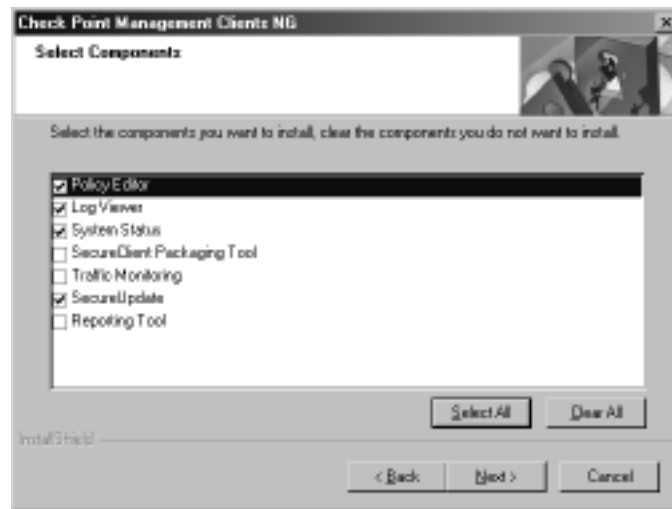 Check Point Management Clients NG
Select Components
Select the components you want to install, clear the components you do not want to install.
Policy Editor
Log Viewer
System Status
SecureClient Packaging Tool
Traffic Monitoring
SecureUpdate
Reporting Tool
Select All
Clear All
InstallShield
< Back
Next >
Cancel